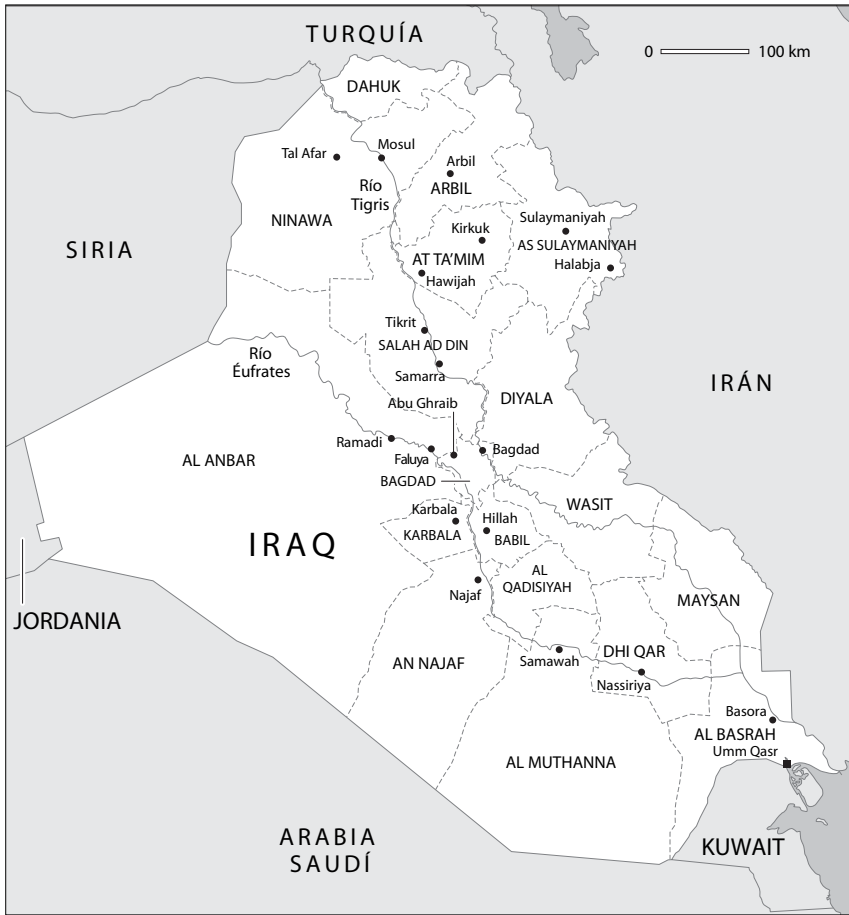 TURQUÍA
0 100 km
DAHUK
Tal Afar
Mosul
Arbil
Río
Tigris
ARBIL
NINAWA
Kirkuk
Sulaymaniyah
SIRIA
AT TA'MIM
AS SULAYMANIYAH
Hawijah
Halabja
Tikrit
SALAH AD DIN
Río
Éufrates
Samarra
IRÁN
Abu Ghraib
DIYALA
Ramadi
Faluya
Bagdad
AL ANBAR
BAGDAD
WASIT
Karbala
KARBALA
Hillah
BABIL
IRAQ
AL
QADISIYAH
Najaf
MAYSAN
JORDANIA
AN NAJAF
Samawah
DHI QAR
Nassiriya
Basora
AL BASRAH
Umm Qasr
AL MUTHANNA
ARABIA
SAUDÍ
KUWAIT